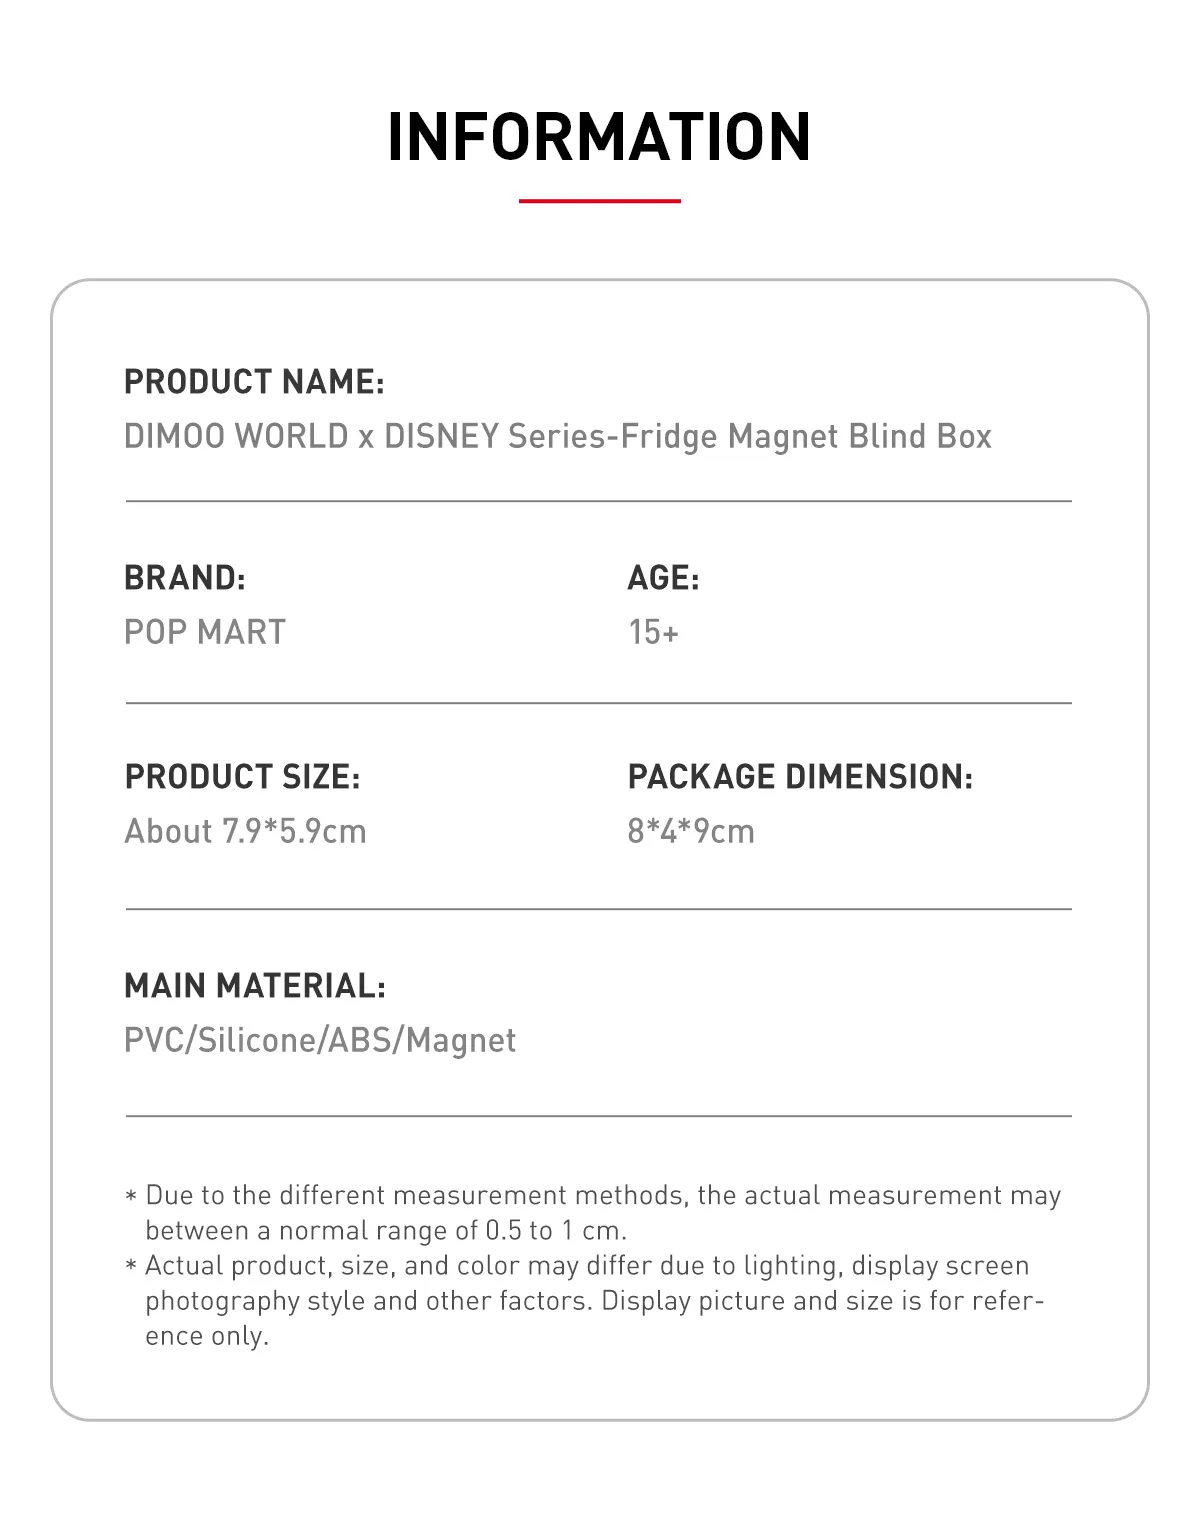 INFORMATION
PRODUCT NAME:
DIMOO WORLD x DISNEY Series-Fridge Magnet Blind Box
BRAND:
POP MART
AGE:
15+
PRODUCT SIZE:
About 7.9*5.9cm
PACKAGE DIMENSION:
8*4*9cm
MAIN MATERIAL:
PVC/Silicone/ABS/Magnet
* Due to the different measurement methods, the actual measurement may
between a normal range of 0.5 to 1 cm.
* Actual product, size, and color may differ due to lighting, display screen
photography style and other factors. Display picture and size is for refer-
ence only.